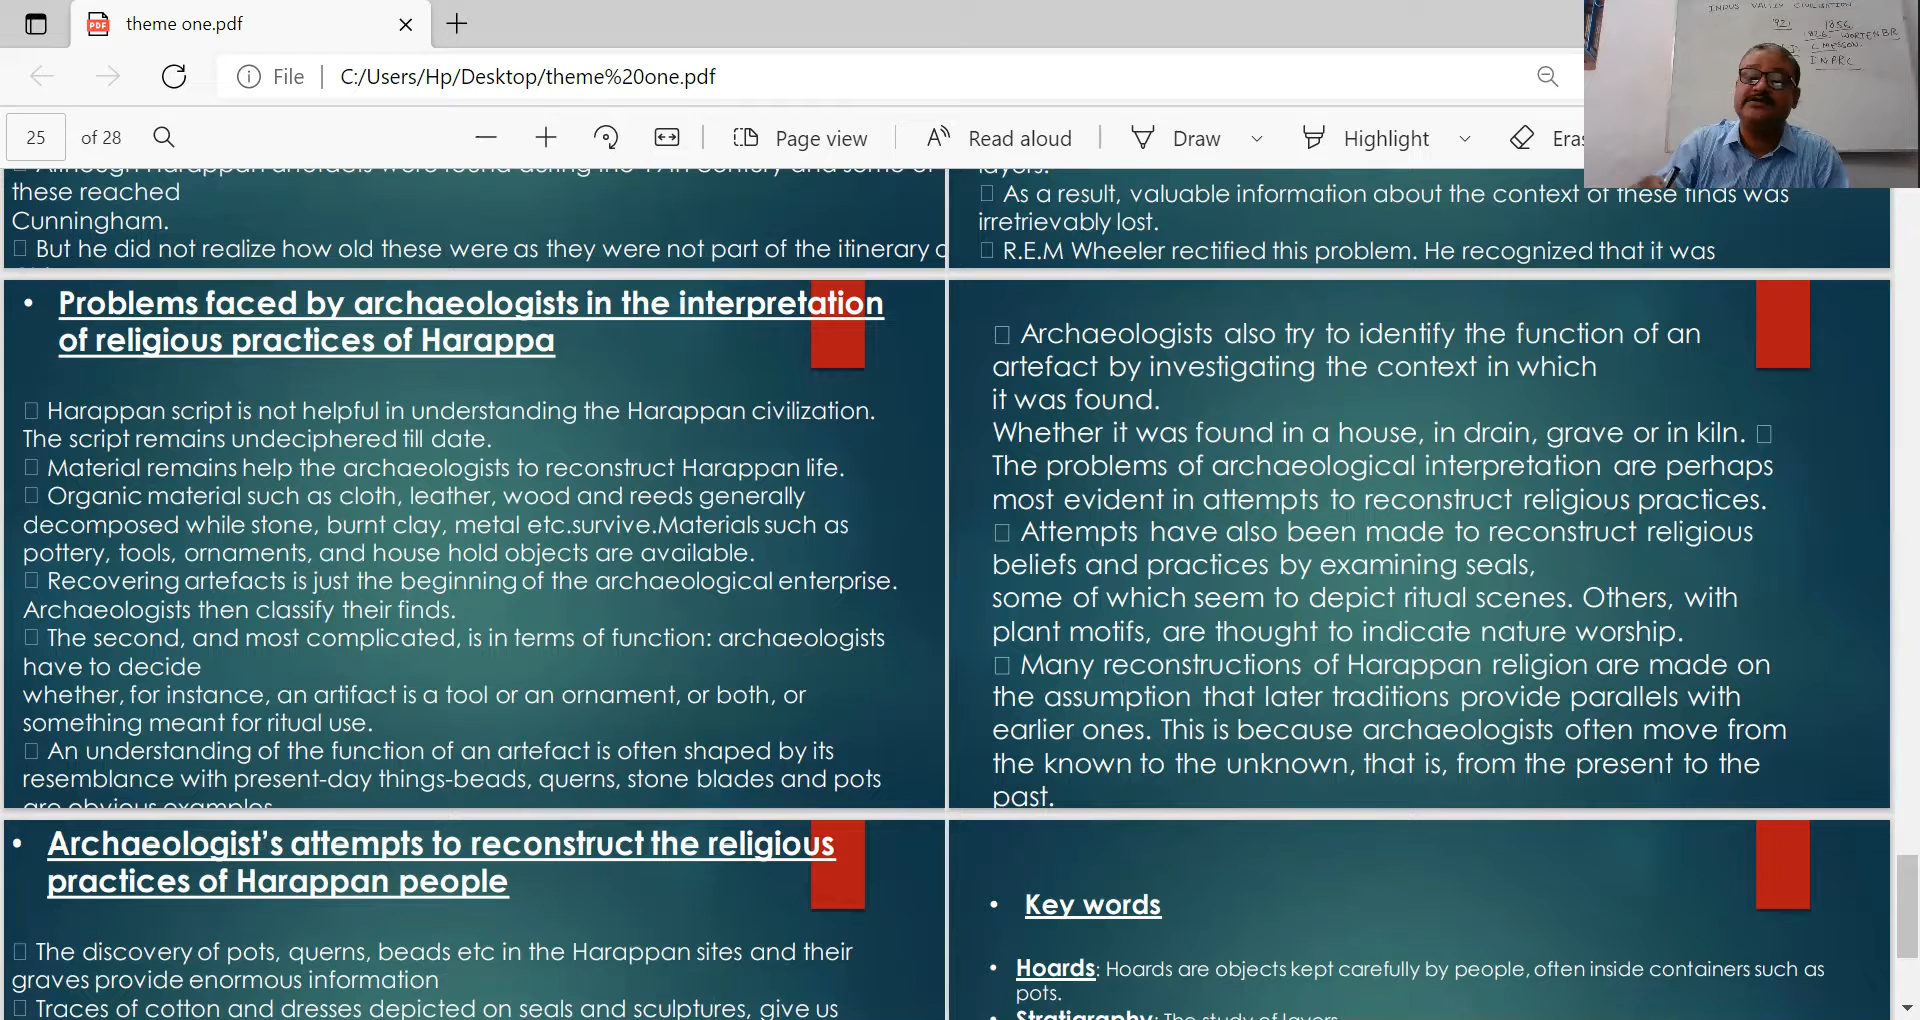 theme one.pdf
File
C:/Users/Hp/Desktop/theme%20one.pdf
25 of 28
Page view
Read aloud
Draw
Highlight
INDUS VALLEY CIVILISATION
1856
these reached
Cunningham.
But he did not realize how old these were as they were not part of the itinerary
As a result, valuable information about the context of these finds was
irretrievably lost.
R.E.M Wheeler rectified this problem. He recognized that it was
• Problems faced by archaeologists in the interpretation
of religious practices of Harappa
Harappan script is not helpful in understanding the Harappan civilization.
The script remains undeciphered till date.
Material remains help the archaeologists to reconstruct Harappan life.
Organic material such as cloth, leather, wood and reeds generally
decomposed while stone, burnt clay, metal etc.survive.Materials such as
pottery, tools, ornaments, and house hold objects are available.
Recovering artefacts is just the beginning of the archaeological enterprise.
Archaeologists then classify their finds.
The second, and most complicated, is in terms of function: archaeologists
have to decide
whether, for instance, an artifact is a tool or an ornament, or both, or
something meant for ritual use.
An understanding of the function of an artefact is often shaped by its
resemblance with present-day things-beads, querns, stone blades and pots
are obvious examples
Archaeologists also try to identify the function of an
artefact by investigating the context in which
it was found.
Whether it was found in a house, in drain, grave or in kiln.
The problems of archaeological interpretation are perhaps
most evident in attempts to reconstruct religious practices.
Attempts have also been made to reconstruct religious
beliefs and practices by examining seals,
some of which seem to depict ritual scenes. Others, with
plant motifs, are thought to indicate nature worship.
Many reconstructions of Harappan religion are made on
the assumption that later traditions provide parallels with
earlier ones. This is because archaeologists often move from
the known to the unknown, that is, from the present to the
past.
• Archaeologist’s attempts to reconstruct the religious
practices of Harappan people
The discovery of pots, querns, beads etc in the Harappan sites and their
graves provide enormous information
Traces of cotton and dresses depicted on seals and sculptures, give us
• Key words
• Hoards: Hoards are objects kept carefully by people, often inside containers such as
pots.
• Stratigraphy: The study of layers